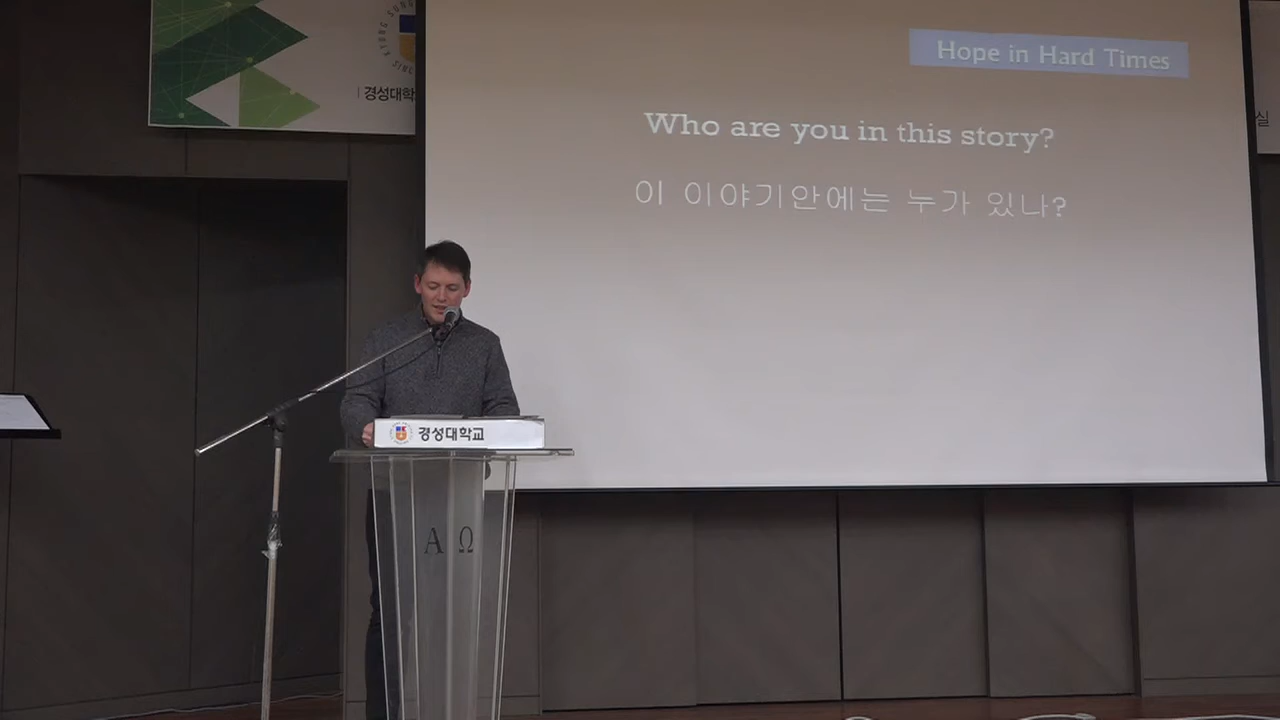 경성대학
실
Hope in Hard Times
Who are you in this story?
이 이야기안에는 누가 있나?
경성대학교
Α Ω